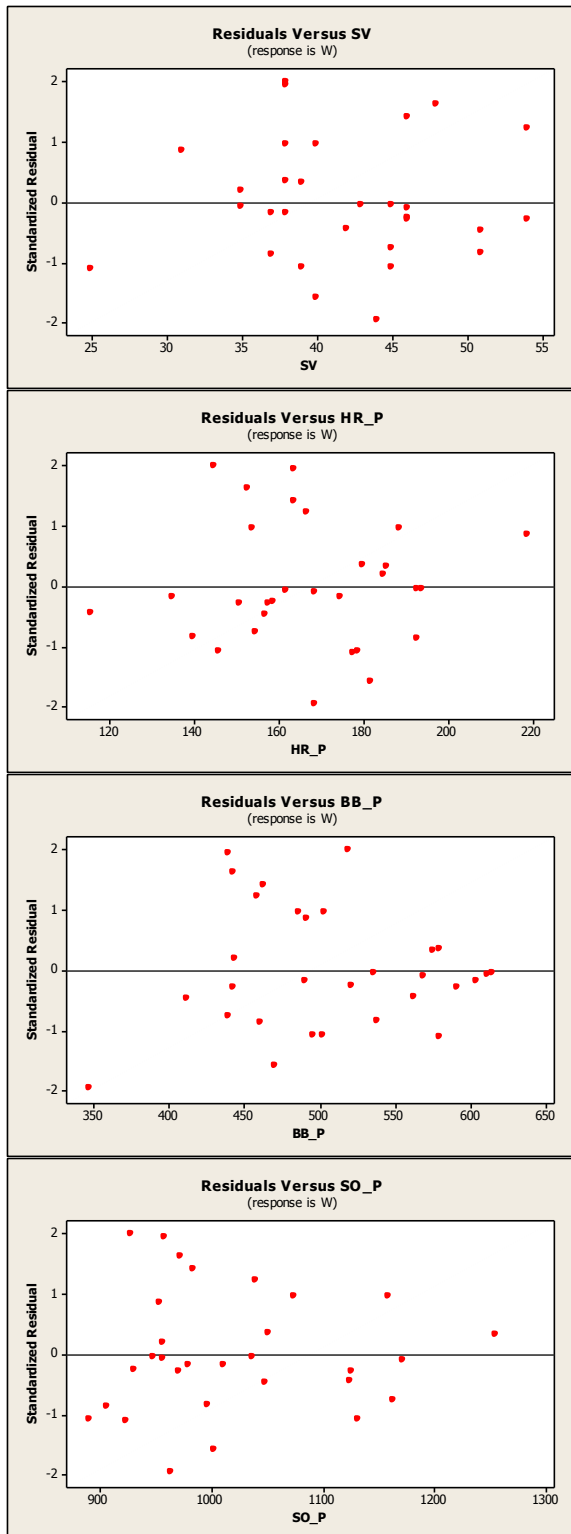 Residuals Versus SV
(response is W)
2
1
0
-1
-2
Standardized Residual
25 30 35 40 45 50 55
SV
Residuals Versus HR_P
(response is W)
2
1
0
-1
-2
Standardized Residual
120 140 160 180 200 220
HR_P
Residuals Versus BB_P
(response is W)
2
1
0
-1
-2
Standardized Residual
350 400 450 500 550 600 650
BB_P
Residuals Versus SO_P
(response is W)
2
1
0
-1
-2
Standardized Residual
900 1000 1100 1200 1300
SO_P